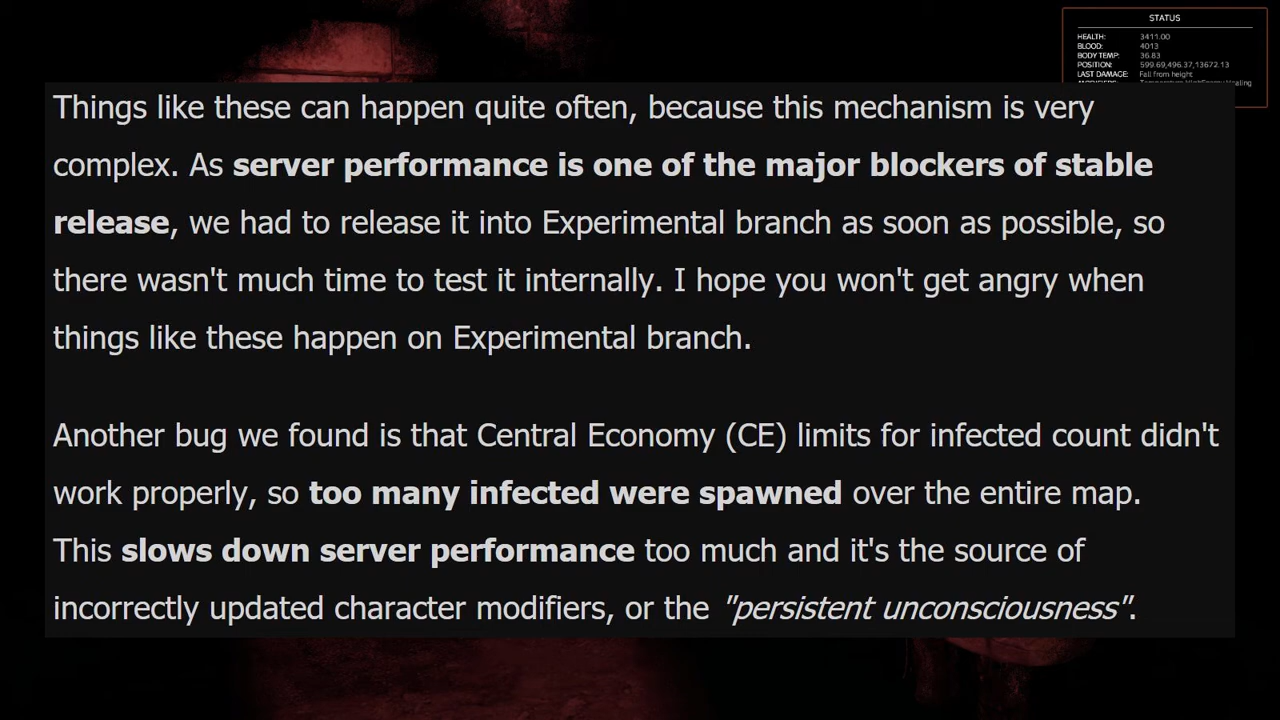 STATUS
HEALTH: 3411.00
BLOOD: 4013
BODY TEMP: 36.83
POSITION: 599.69,496.37,13672.13
LAST DAMAGE: Fall from height
Things like these can happen quite often, because this mechanism is very
complex. As server performance is one of the major blockers of stable
release, we had to release it into Experimental branch as soon as possible, so
there wasn't much time to test it internally. I hope you won't get angry when
things like these happen on Experimental branch.
Another bug we found is that Central Economy (CE) limits for infected count didn't
work properly, so too many infected were spawned over the entire map.
This slows down server performance too much and it's the source of
incorrectly updated character modifiers, or the "persistent unconsciousness".